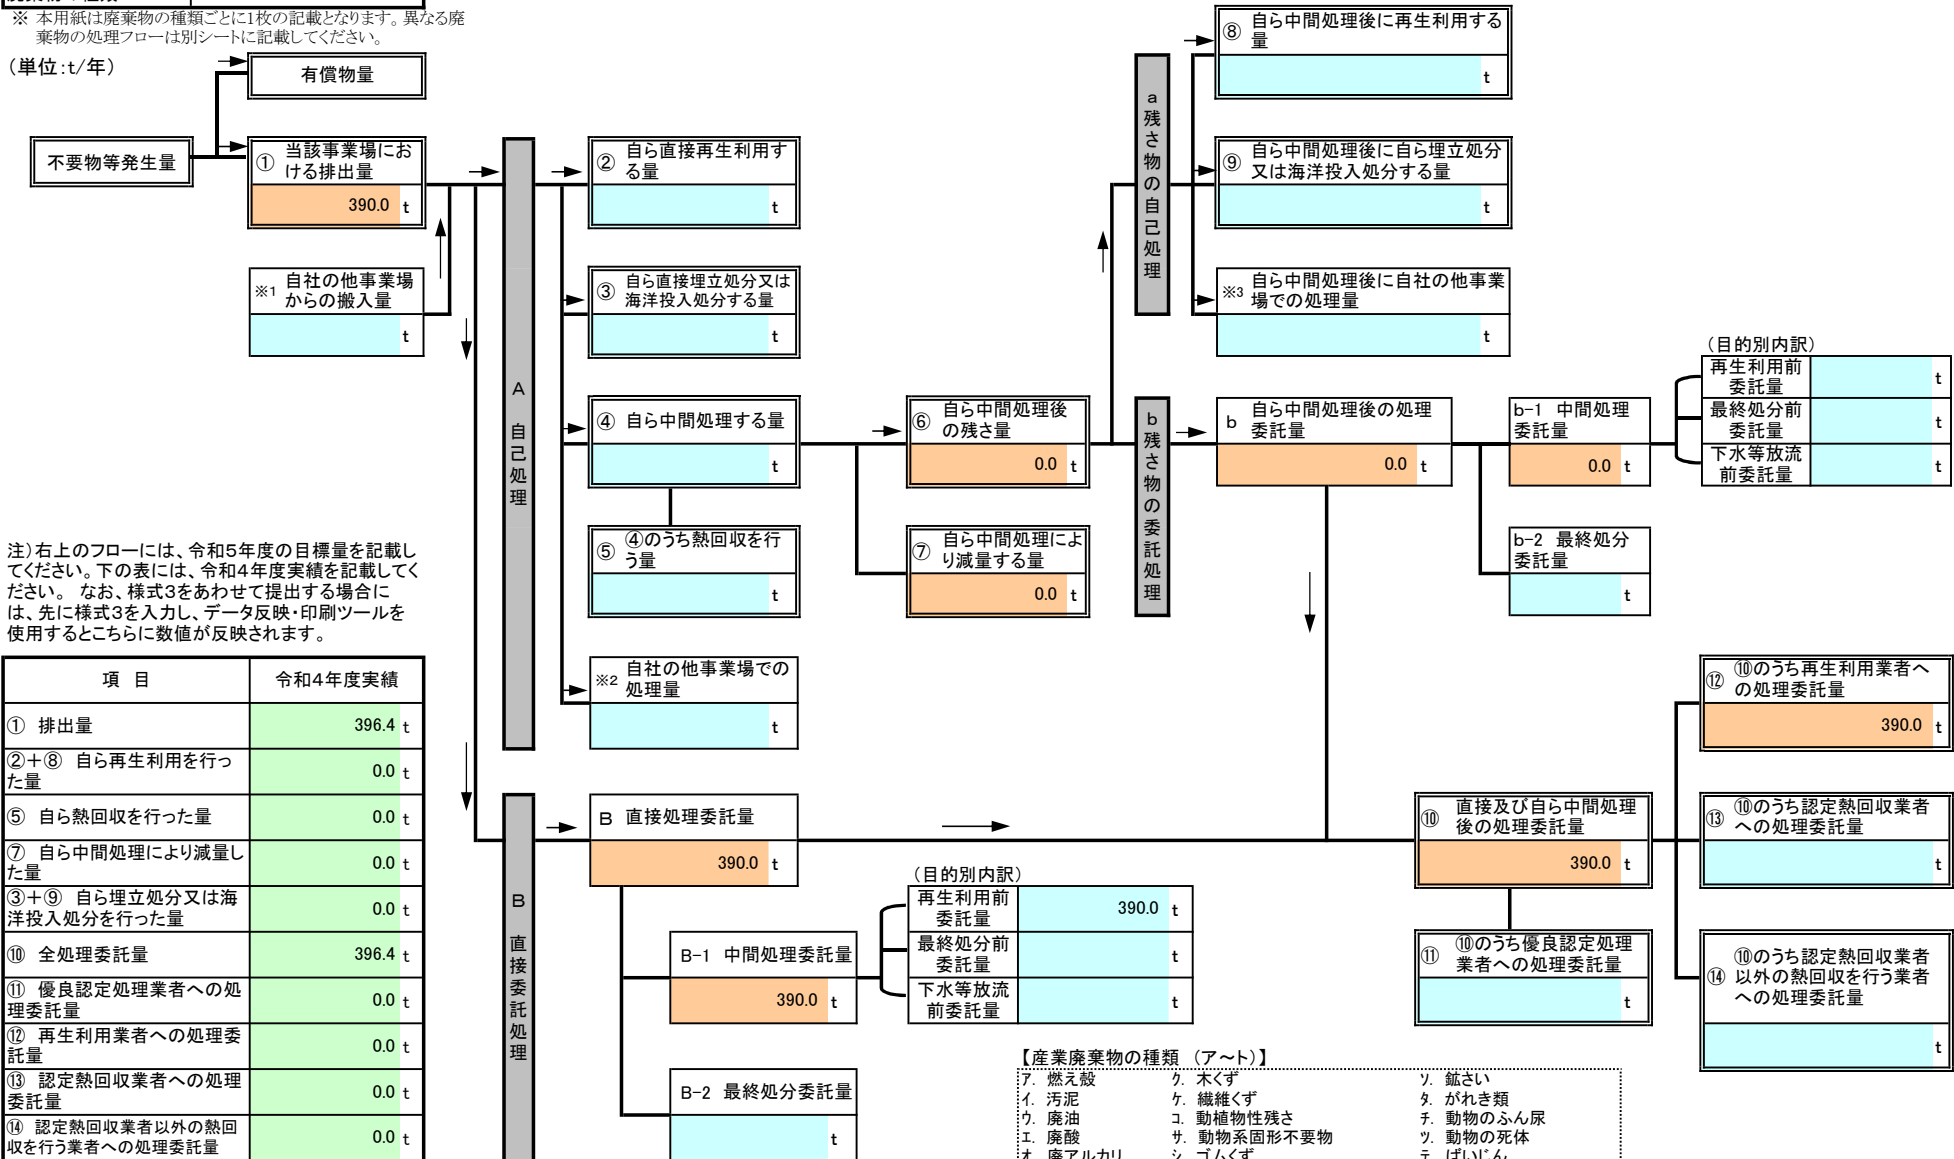 ※ 本用紙は廃棄物の種類ごとに1枚の記載となります。異なる廃
棄物の処理フローは別シートに記載してください。
（単位：t/年）
有償物量
不要物等発生量
① 当該事業場にお
ける排出量
390.0 t
※1 自社の他事業場
からの搬入量
t
A 自己処理
② 自ら直接再生利用す
る量
t
③ 自ら直接埋立処分又は
海洋投入処分する量
t
④ 自ら中間処理する量
t
⑤ ④のうち熱回収を行
う量
t
※2 自社の他事業場での
処理量
t
⑥ 自ら中間処理後
の残さ量
0.0 t
⑦ 自ら中間処理によ
り減量する量
0.0 t
a残さ物の自己処理
⑧ 自ら中間処理後に再生利用する
量
t
⑨ 自ら中間処理後に自ら埋立処分
又は海洋投入処分する量
t
※3 自ら中間処理後に自社の他事業
場での処理量
t
b残さ物の委託処理
b 自ら中間処理後の処理
委託量
0.0 t
b-1 中間処理
委託量
0.0 t
（目的別内訳）
再生利用前
委託量
t
最終処分前
委託量
t
下水等放流
前委託量
t
b-2 最終処分
委託量
t
注）右上のフローには、令和5年度の目標量を記載し
てください。下の表には、令和4年度実績を記載してく
ださい。 なお、様式3をあわせて提出する場合に
は、先に様式3を入力し、データ反映・印刷ツールを
使用するとこちらに数値が反映されます。
項 目 令和4年度実績
① 排出量 396.4 t
②＋⑧ 自ら再生利用を行っ
た量 0.0 t
⑤ 自ら熱回収を行った量 0.0 t
⑦ 自ら中間処理により減量し
た量 0.0 t
③＋⑨ 自ら埋立処分又は海
洋投入処分を行った量 0.0 t
⑩ 全処理委託量 396.4 t
⑪ 優良認定処理業者への処
理委託量 0.0 t
⑫ 再生利用業者への処理委
託量 0.0 t
⑬ 認定熱回収業者への処理
委託量 0.0 t
⑭ 認定熱回収業者以外の熱回
収を行う業者への処理委託量 0.0 t
B 直接委託処理
B 直接処理委託量
390.0 t
B-1 中間処理委託量
390.0 t
（目的別内訳）
再生利用前
委託量
390.0 t
最終処分前
委託量
t
下水等放流
前委託量
t
B-2 最終処分委託量
t
⑩ 直接及び自ら中間処理
後の処理委託量
390.0 t
⑪ ⑩のうち優良認定処理
業者への処理委託量
t
⑫ ⑩のうち再生利用業者へ
の処理委託量
390.0 t
⑬ ⑩のうち認定熱回収業者
への処理委託量
t
⑭ ⑩のうち認定熱回収業者
以外の熱回収を行う業者
への処理委託量
t
【産業廃棄物の種類 （ア～ト）】
ア. 燃え殻 ク. 木くず ソ. 鉱さい
イ. 汚泥 ケ. 繊維くず タ. がれき類
ウ. 廃油 コ. 動植物性残さ チ. 動物のふん尿
エ. 廃酸 サ. 動物系固形不要物 ツ. 動物の死体
オ. 廃アルカリ シ. ゴムくず テ. ばいじん